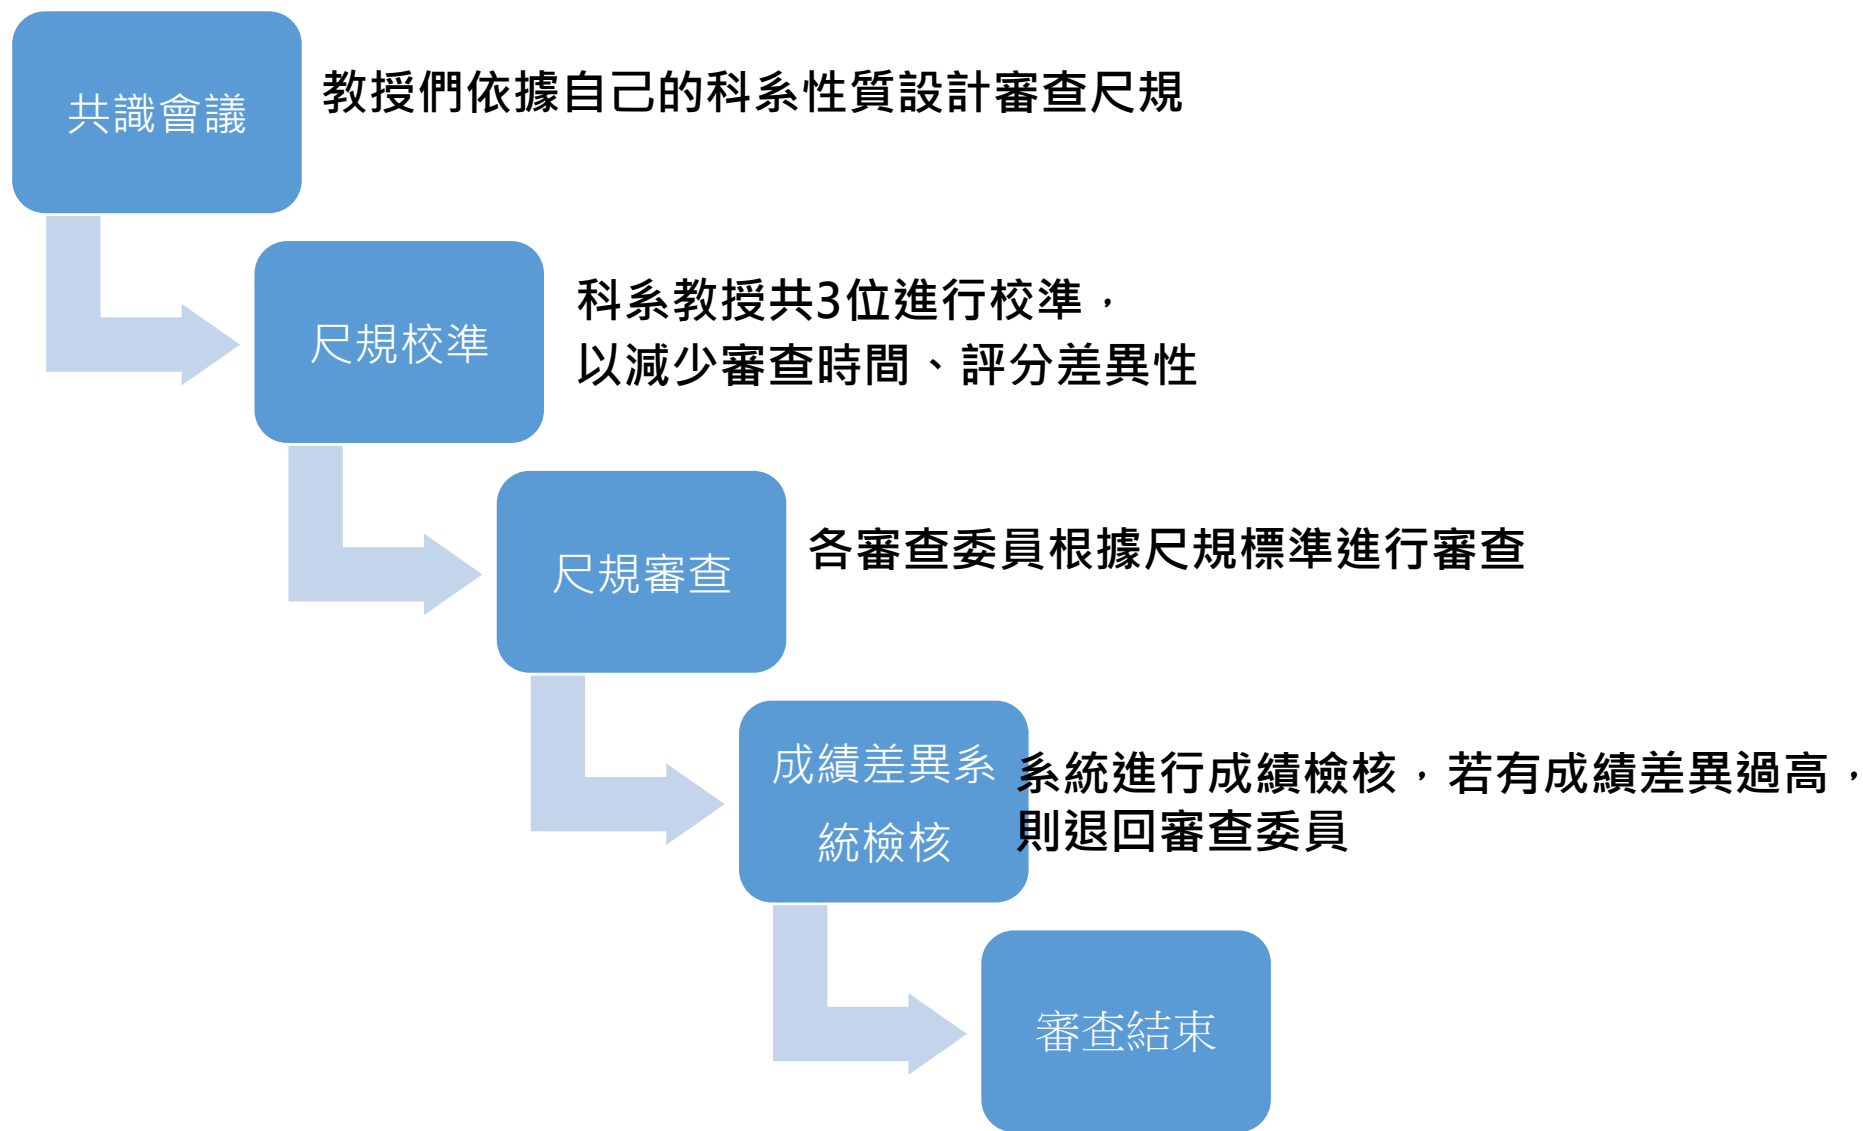 共識會議
教授們依據自己的科系性質設計審查尺規
尺規校準
科系教授共3位進行校準，
以減少審查時間、評分差異性
尺規審查
各審查委員根據尺規標準進行審查
成績差異系
統檢核
系統進行成績檢核，若有成績差異過高，
則退回審查委員
審查結束